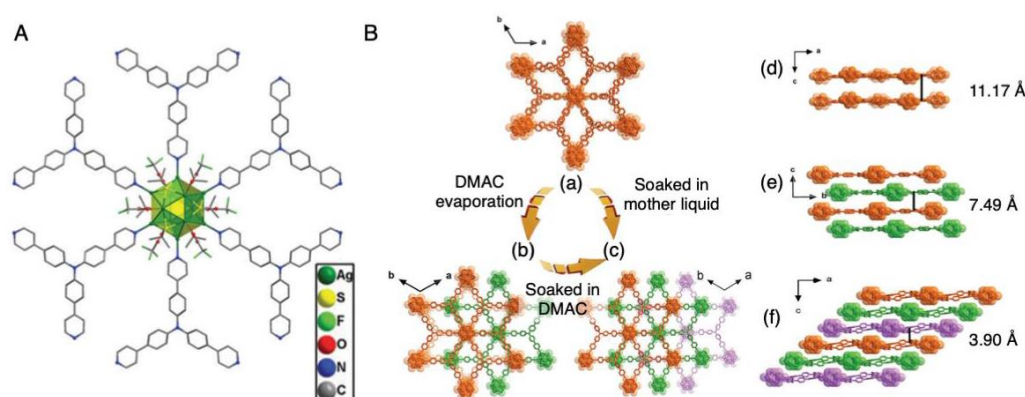 A
Ag
S
F
O
N
C
B
b
a
(a)
DMAC
evaporation
Soaked in
mother liquid
(b)
(c)
Soaked in
DMAC
b
a
b
a
(d)
a
c
11.17 Å
(e)
c
b
7.49 Å
(f)
a
c
3.90 Å